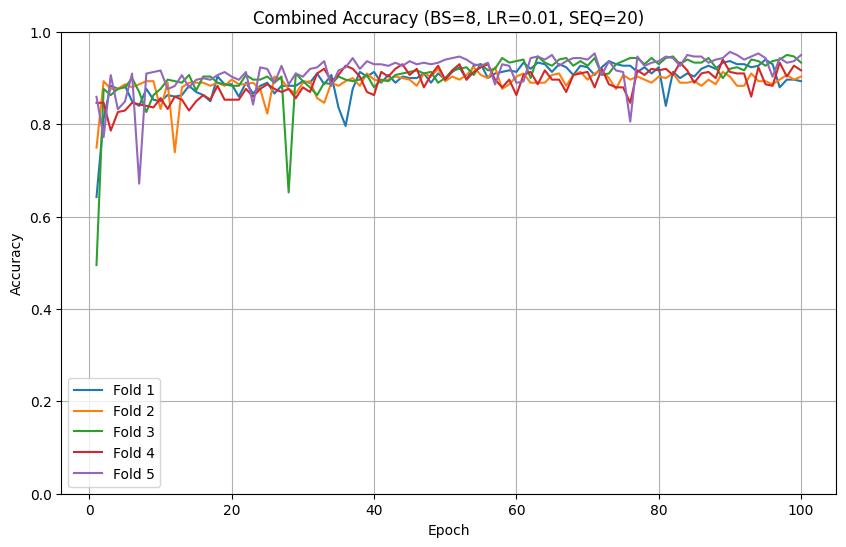 Combined Accuracy (BS=8, LR=0.01, SEQ=20)
1.0
0.8
0.6
0.4
0.2
0.0
Accuracy
Fold 1
Fold 2
Fold 3
Fold 4
Fold 5
0 20 40 60 80 100
Epoch